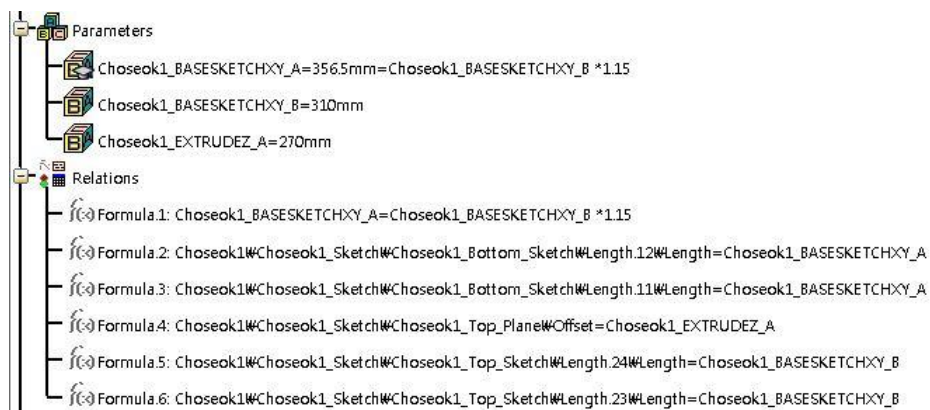 Parameters
Choseok1_BASESKETCHXY_A=356.5mm=Choseok1_BASESKETCHXY_B *1.15
Choseok1_BASESKETCHXY_B=310mm
Choseok1_EXTRUDEZ_A=270mm
Relations
f(x) Formula.1: Choseok1_BASESKETCHXY_A=Choseok1_BASESKETCHXY_B *1.15
f(x) Formula.2: Choseok1₩Choseok1_Sketch₩Choseok1_Bottom_Sketch₩Length.12₩Length=Choseok1_BASESKETCHXY_A
f(x) Formula.3: Choseok1₩Choseok1_Sketch₩Choseok1_Bottom_Sketch₩Length.11₩Length=Choseok1_BASESKETCHXY_A
f(x) Formula.4: Choseok1₩Choseok1_Sketch₩Choseok1_Top_Plane₩Offset=Choseok1_EXTRUDEZ_A
f(x) Formula.5: Choseok1₩Choseok1_Sketch₩Choseok1_Top_Sketch₩Length.24₩Length=Choseok1_BASESKETCHXY_B
f(x) Formula.6: Choseok1₩Choseok1_Sketch₩Choseok1_Top_Sketch₩Length.23₩Length=Choseok1_BASESKETCHXY_B